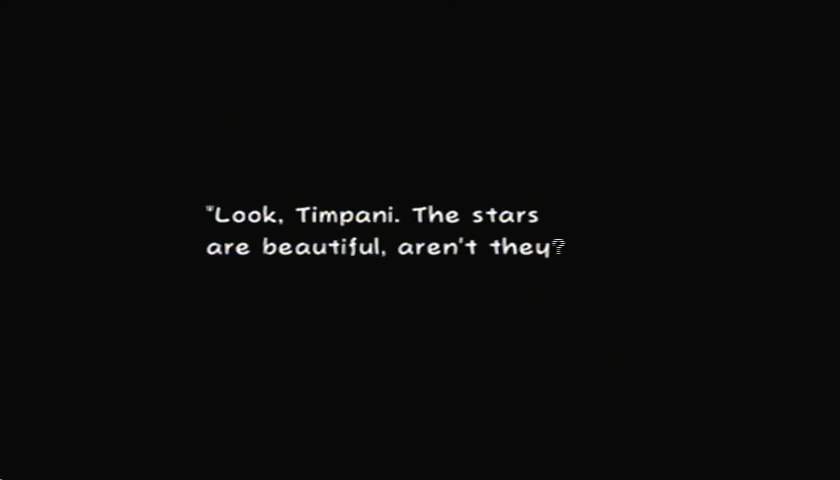 "Look, Timpani. The stars
are beautiful, aren't they?